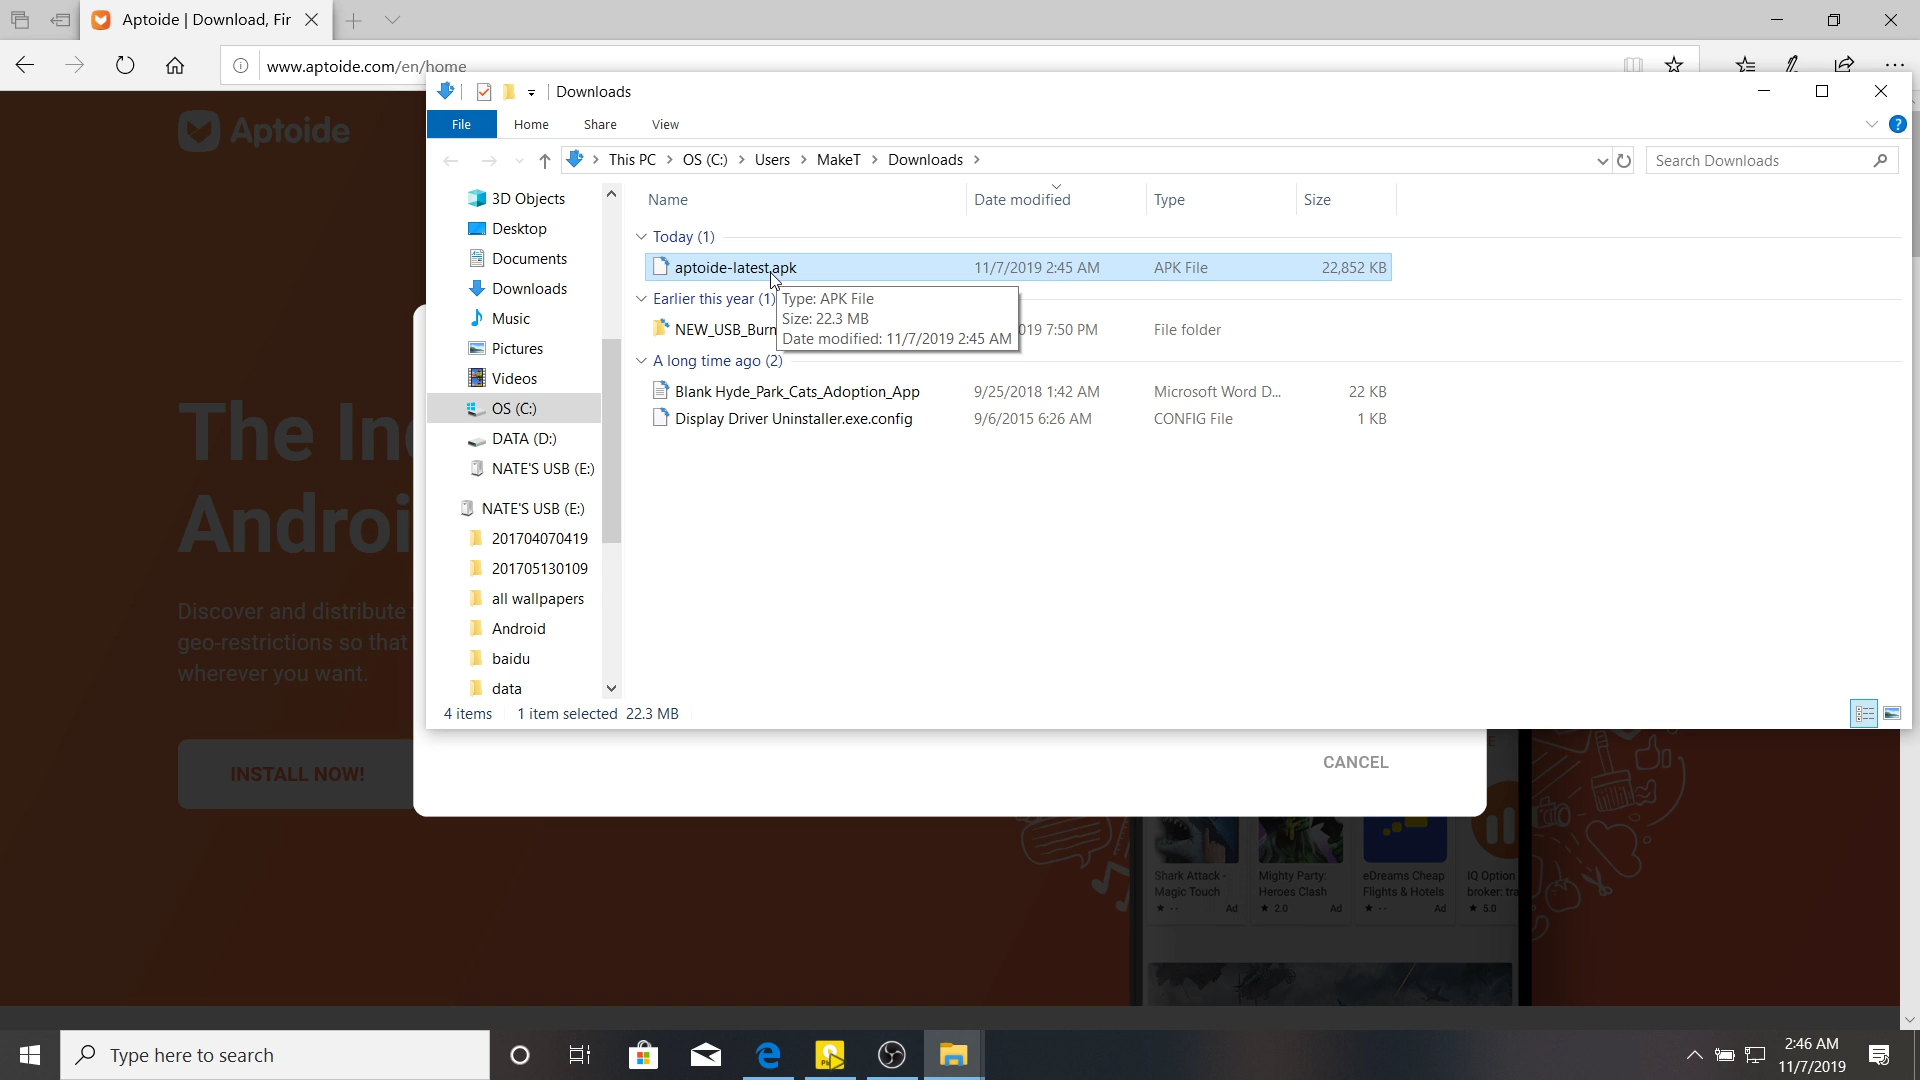 Aptoide | Download, Fir
www.aptoide.com/en/home
Aptoide
The In
Androi
Discover and distribute
geo-restrictions so that
wherever you want.
INSTALL NOW!
Downloads
File Home Share View
This PC > OS (C:) > Users > MakeT > Downloads >
Search Downloads
3D Objects
Desktop
Documents
Downloads
Music
Pictures
Videos
OS (C:)
DATA (D:)
NATE'S USB (E:)
NATE'S USB (E:)
201704070419
201705130109
all wallpapers
Android
baidu
data
Name Date modified Type Size
Today (1)
aptoide-latest.apk 11/7/2019 2:45 AM APK File 22,852 KB
Earlier this year (1)
Type: APK File
Size: 22.3 MB
Date modified: 11/7/2019 2:45 AM
NEW_USB_Burn 019 7:50 PM File folder
A long time ago (2)
Blank Hyde_Park_Cats_Adoption_App 9/25/2018 1:42 AM Microsoft Word D... 22 KB
Display Driver Uninstaller.exe.config 9/6/2015 6:26 AM CONFIG File 1 KB
4 items 1 item selected 22.3 MB
CANCEL
Shark Attack - Mighty Party: eDreams Cheap IQ Option
Magic Touch Heroes Clash Flights & Hotels broker: tra
★ -- Ad ★ 2.0 Ad ★ -- Ad ★ 5.0
Type here to search
2:46 AM
11/7/2019